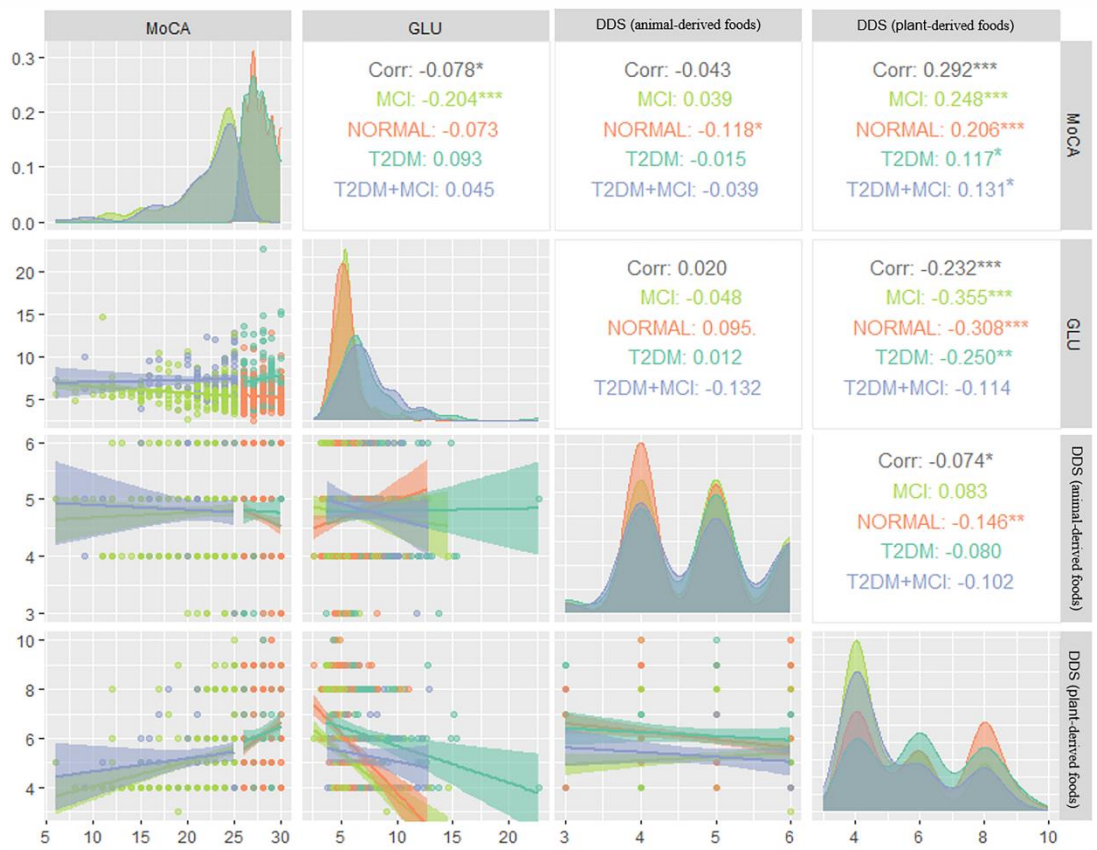 MoCA
GLU
DDS (animal-derived foods)
DDS (plant-derived foods)
0.3
0.2
0.1
0.0
Corr: -0.078*
MCI: -0.204***
NORMAL: -0.073
T2DM: 0.093
T2DM+MCI: 0.045
Corr: -0.043
MCI: 0.039
NORMAL: -0.118*
T2DM: -0.015
T2DM+MCI: -0.039
Corr: 0.292***
MCI: 0.248***
NORMAL: 0.206***
T2DM: 0.117*
T2DM+MCI: 0.131*
MoCA
20
15
10
5
Corr: 0.020
MCI: -0.048
NORMAL: 0.095.
T2DM: 0.012
T2DM+MCI: -0.132
Corr: -0.232***
MCI: -0.355***
NORMAL: -0.308***
T2DM: -0.250**
T2DM+MCI: -0.114
GLU
6
5
4
3
Corr: -0.074*
MCI: 0.083
NORMAL: -0.146**
T2DM: -0.080
T2DM+MCI: -0.102
DDS (animal-derived foods)
10
8
6
4
DDS (plant-derived foods)
5 10 15 20 25 30
5 10 15 20
3 4 5 6
4 6 8 10